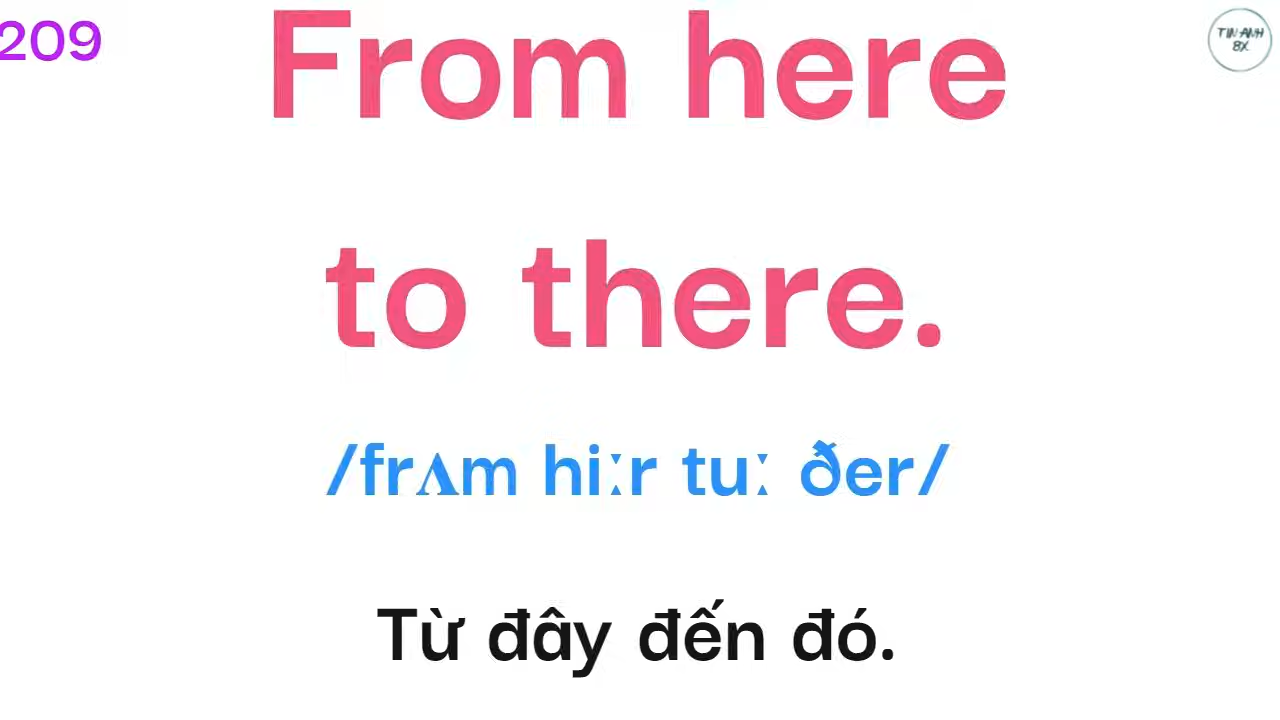 209
TIN ANH
8X
From here
to there.
/frʌm hiːr tuː ðer/
Từ đây đến đó.